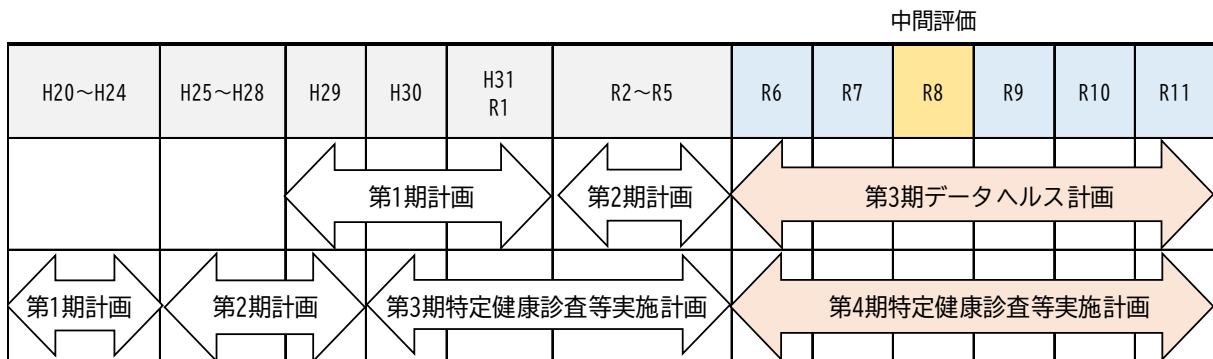 中間評価
H20～H24 H25～H28 H29 H30 H31 R1 R2～R5 R6 R7 R8 R9 R10 R11
第1期計画 第2期計画 第3期データヘルス計画
第1期計画 第2期計画 第3期特定健康診査等実施計画 第4期特定健康診査等実施計画